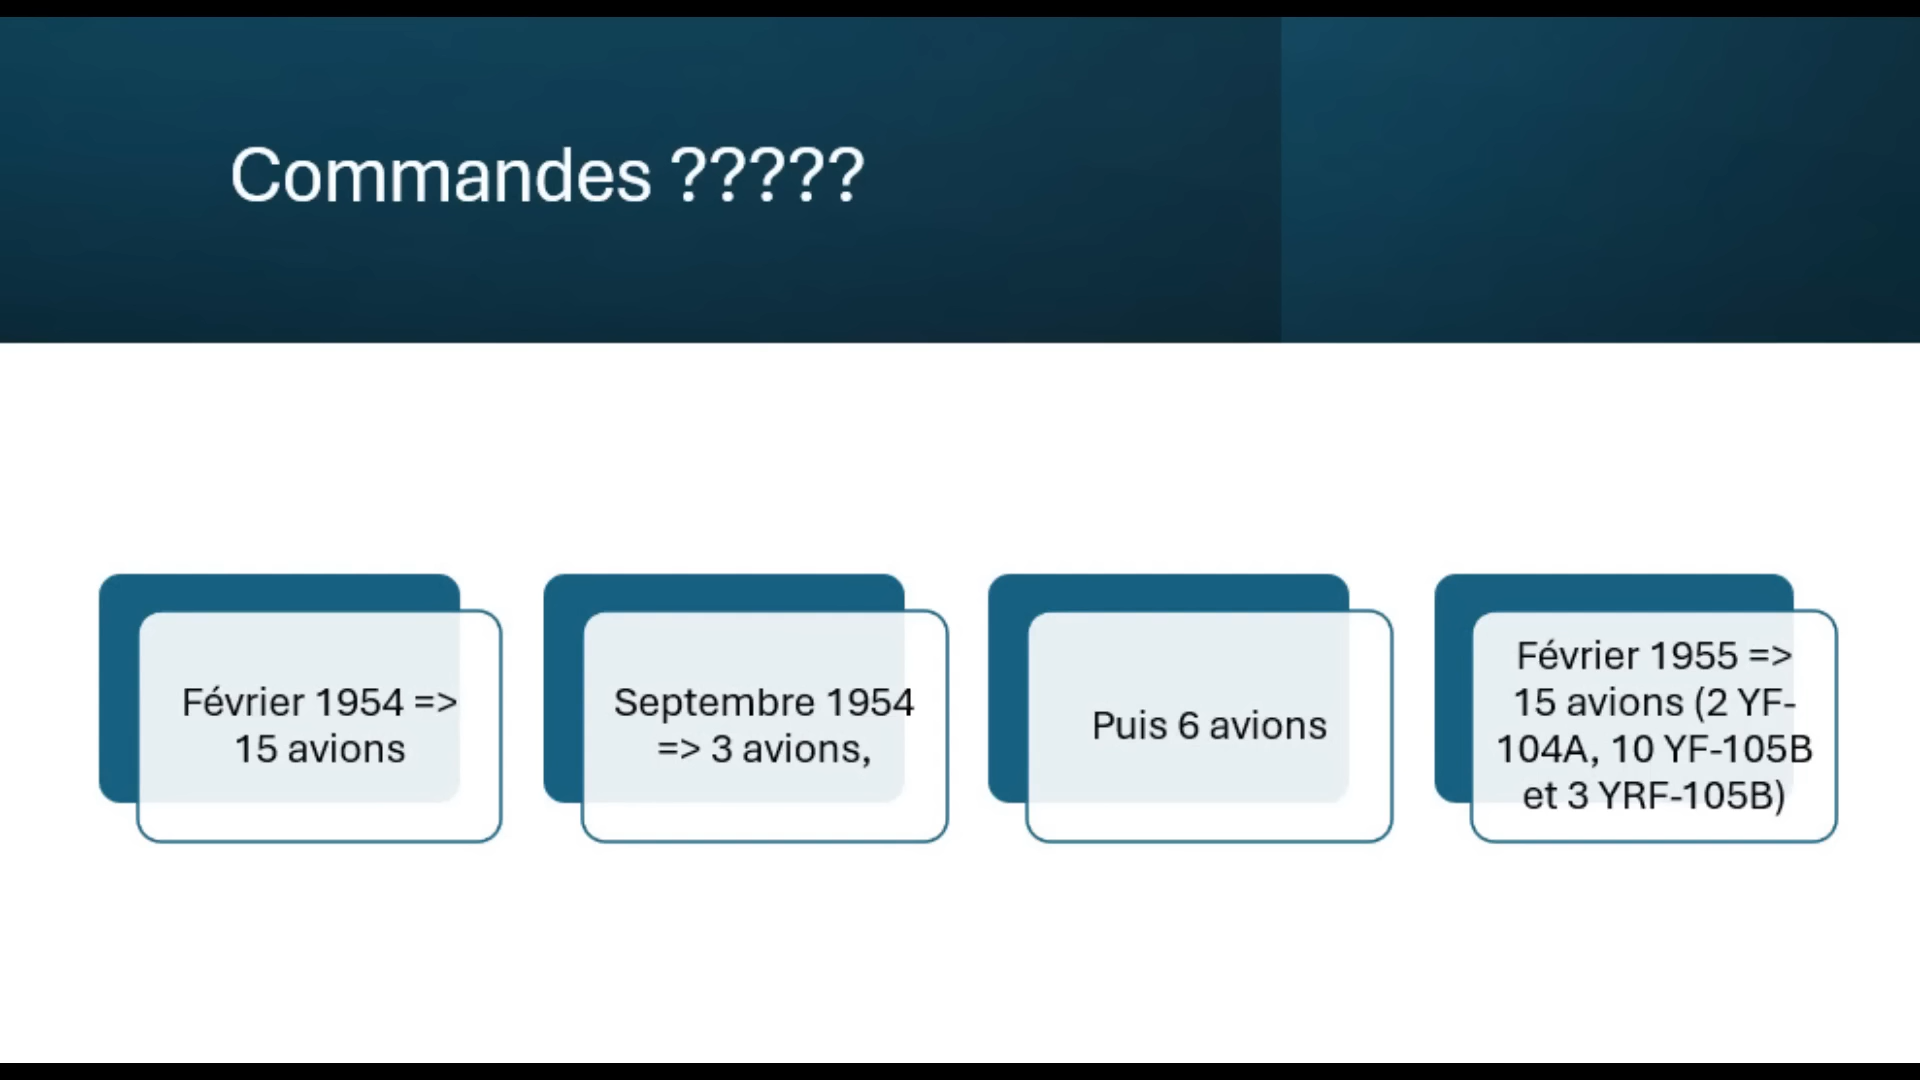 Commandes ?????
Février 1954 =>
15 avions
Septembre 1954
=> 3 avions,
Puis 6 avions
Février 1955 =>
15 avions (2 YF-
104A, 10 YF-105B
et 3 YRF-105B)